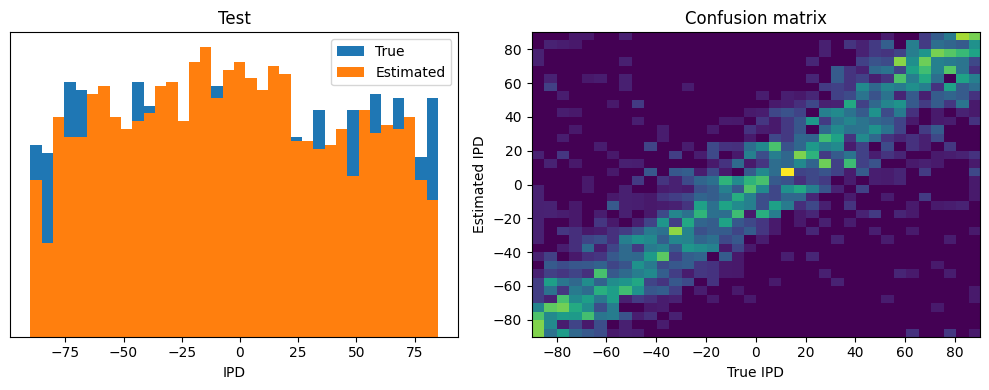 Test
True
Estimated
−75 −50 −25 0 25 50 75
IPD
Confusion matrix
80
60
40
20
0
−20
−40
−60
−80
Estimated IPD
−80 −60 −40 −20 0 20 40 60 80
True IPD